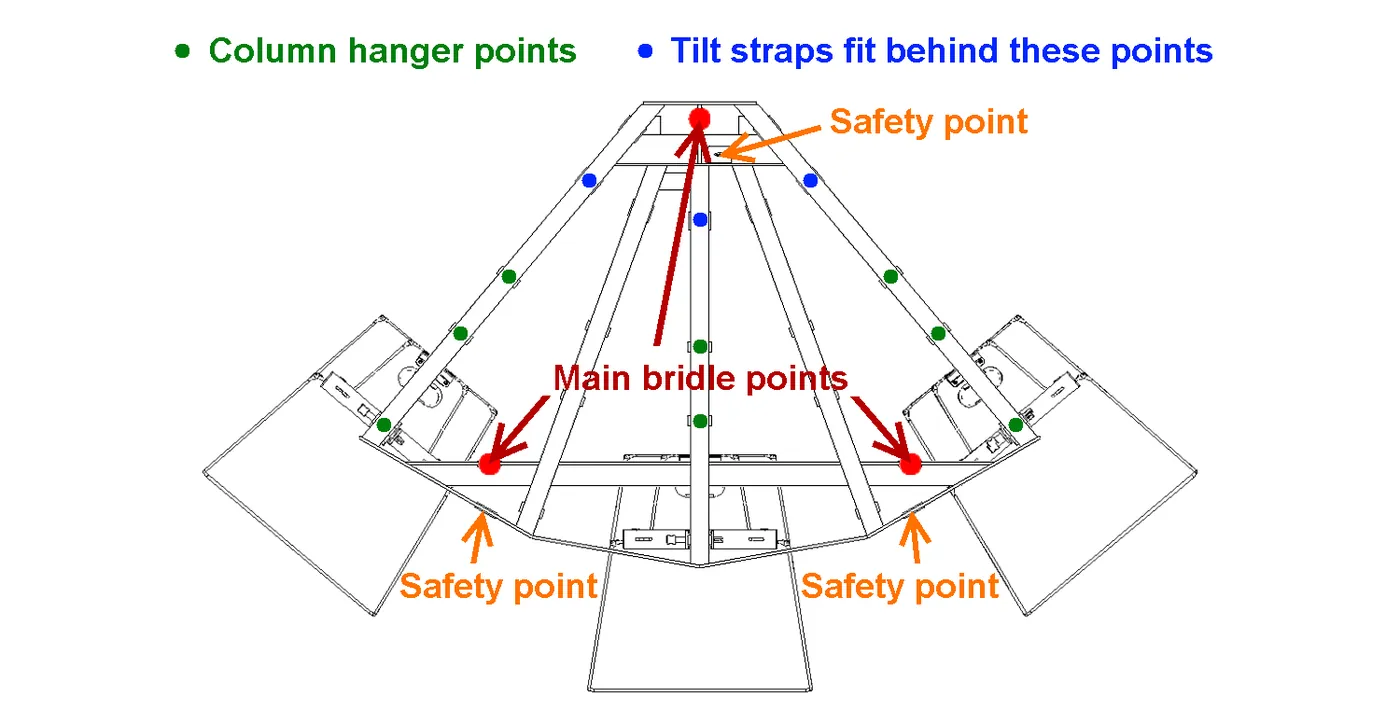 Column hanger points
Tilt straps fit behind these points
Safety point
Main bridle points
Safety point
Safety point